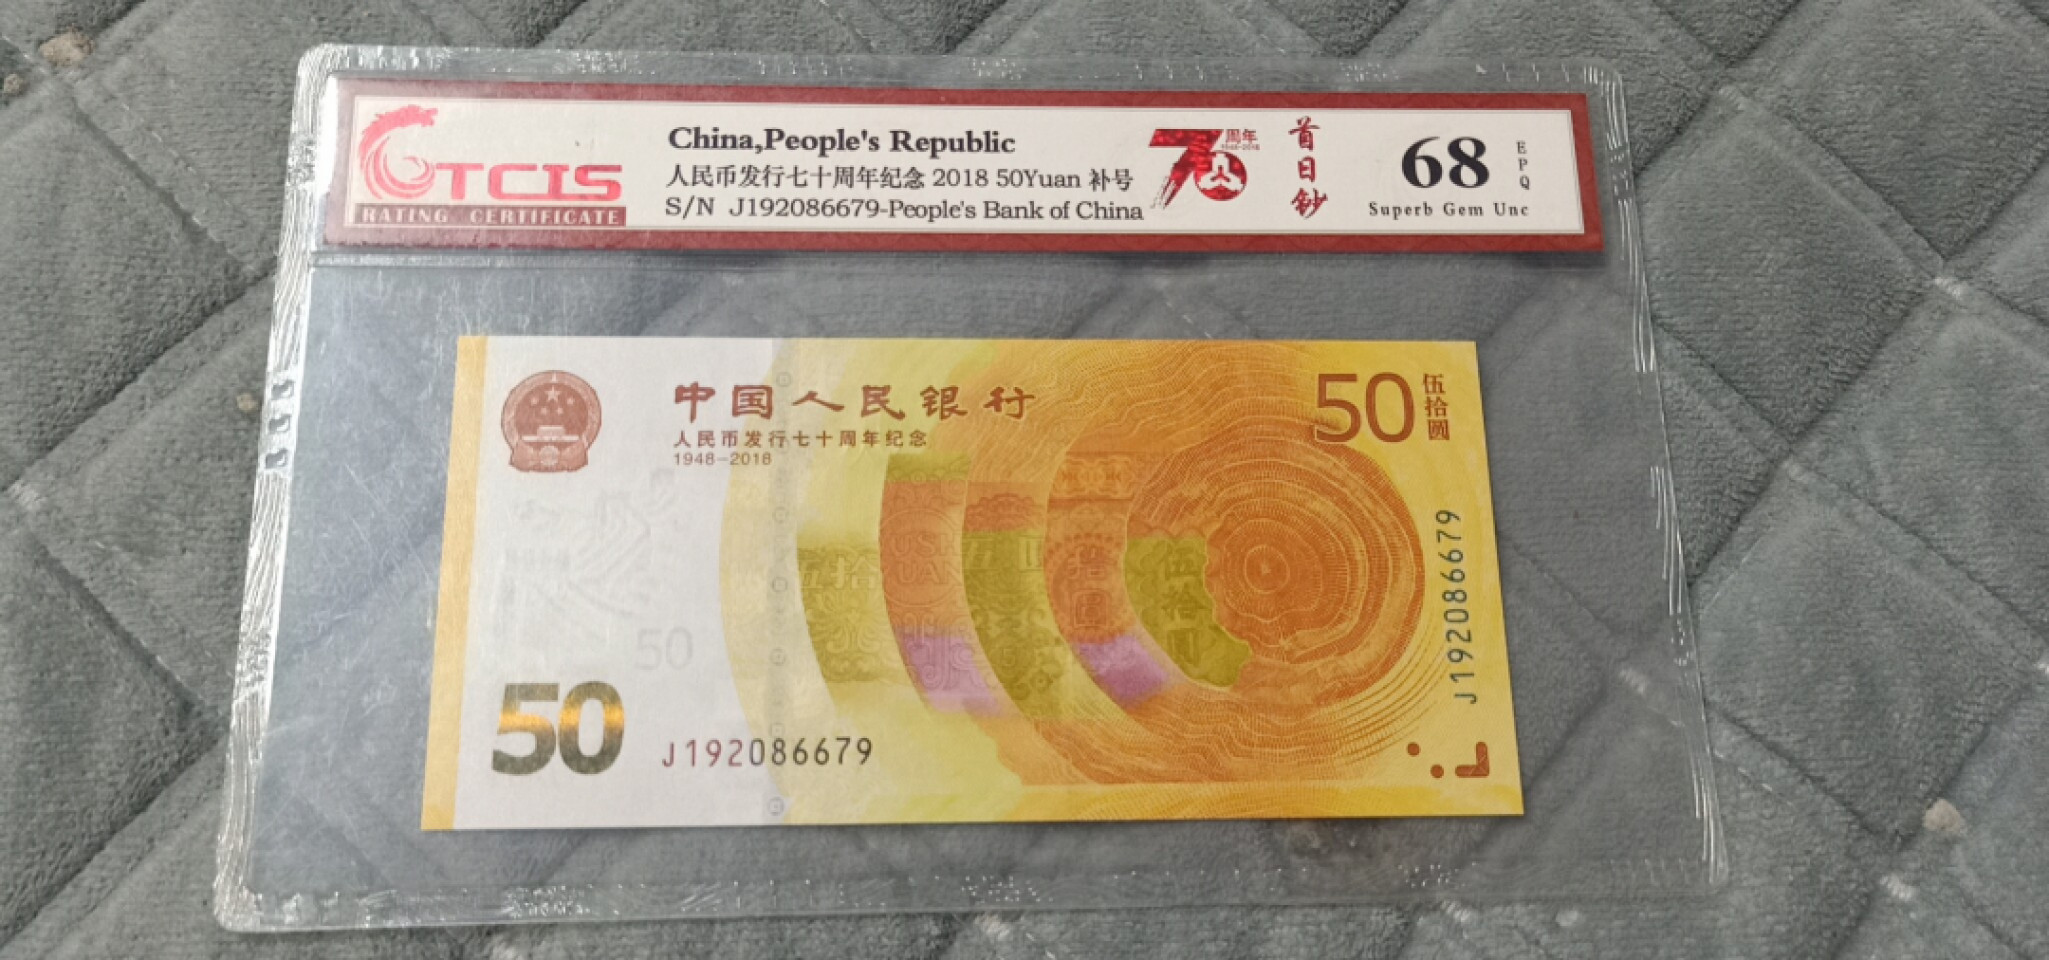 TCIS
RATING CERTIFICATE
China,People's Republic
人民币发行七十周年纪念 2018 50Yuan 补号
S/N J192086679-People's Bank of China
70
周年
1948-2018
首日钞
68
EPQ
Superb Gem Unc
中国人民银行
人民币发行七十周年纪念
1948-2018
50
伍拾圆
50
50
J192086679
J192086679